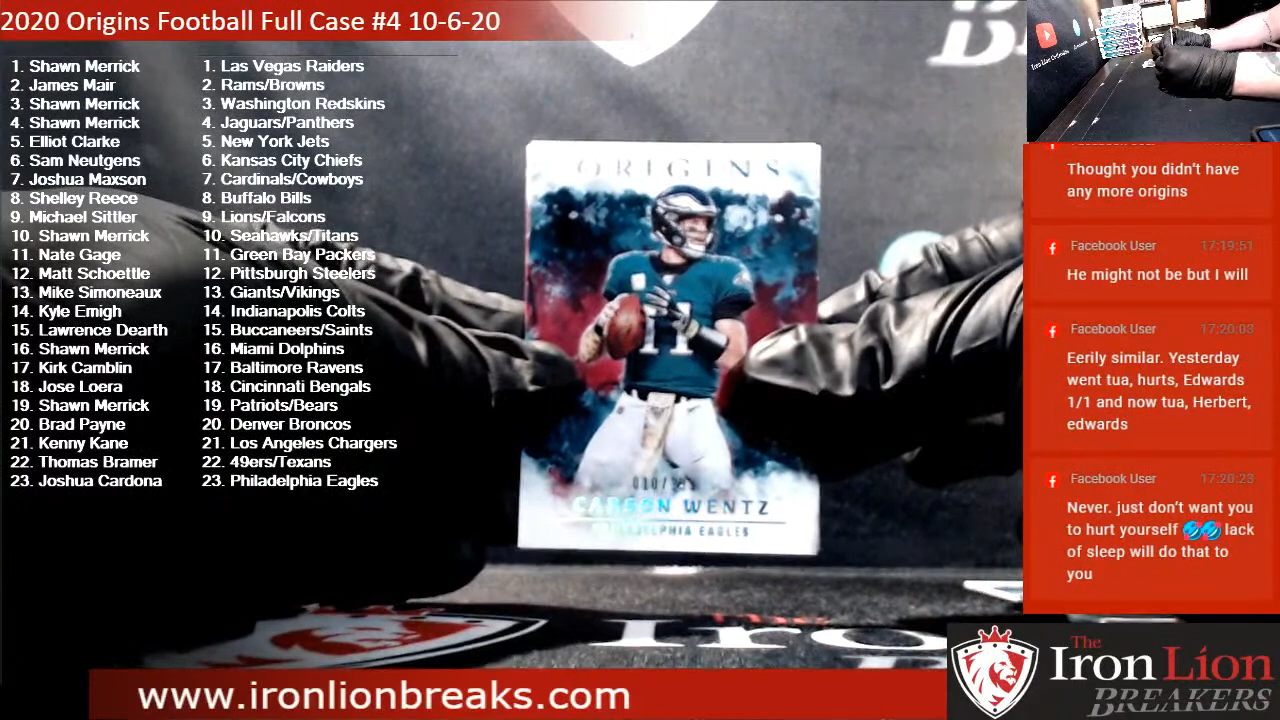 2020 Origins Football Full Case #4 10-6-20
1. Shawn Merrick
2. James Mair
3. Shawn Merrick
4. Shawn Merrick
5. Elliot Clarke
6. Sam Neutgens
7. Joshua Maxson
8. Shelley Reece
9. Michael Sittler
10. Shawn Merrick
11. Nate Gage
12. Matt Schoettle
13. Mike Simoneaux
14. Kyle Emigh
15. Lawrence Dearth
16. Shawn Merrick
17. Kirk Camblin
18. Jose Loera
19. Shawn Merrick
20. Brad Payne
21. Kenny Kane
22. Thomas Bramer
23. Joshua Cardona
1. Las Vegas Raiders
2. Rams/Browns
3. Washington Redskins
4. Jaguars/Panthers
5. New York Jets
6. Kansas City Chiefs
7. Cardinals/Cowboys
8. Buffalo Bills
9. Lions/Falcons
10. Seahawks/Titans
11. Green Bay Packers
12. Pittsburgh Steelers
13. Giants/Vikings
14. Indianapolis Colts
15. Buccaneers/Saints
16. Miami Dolphins
17. Baltimore Ravens
18. Cincinnati Bengals
19. Patriots/Bears
20. Denver Broncos
21. Los Angeles Chargers
22. 49ers/Texans
23. Philadelphia Eagles
ORIGINS
11
CARSON WENTZ
PHILADELPHIA EAGLES
Iro
Thought you didn't have
any more origins
Facebook User 17:19:51
He might not be but I will
Facebook User 17:20:03
Eerily similar. Yesterday
went tua, hurts, Edwards
1/1 and now tua, Herbert,
edwards
Facebook User 17:20:23
Never. just don't want you
to hurt yourself 🥶🥶 lack
of sleep will do that to
you
The
Iron Lion
BREAKERS
www.ironlionbreaks.com